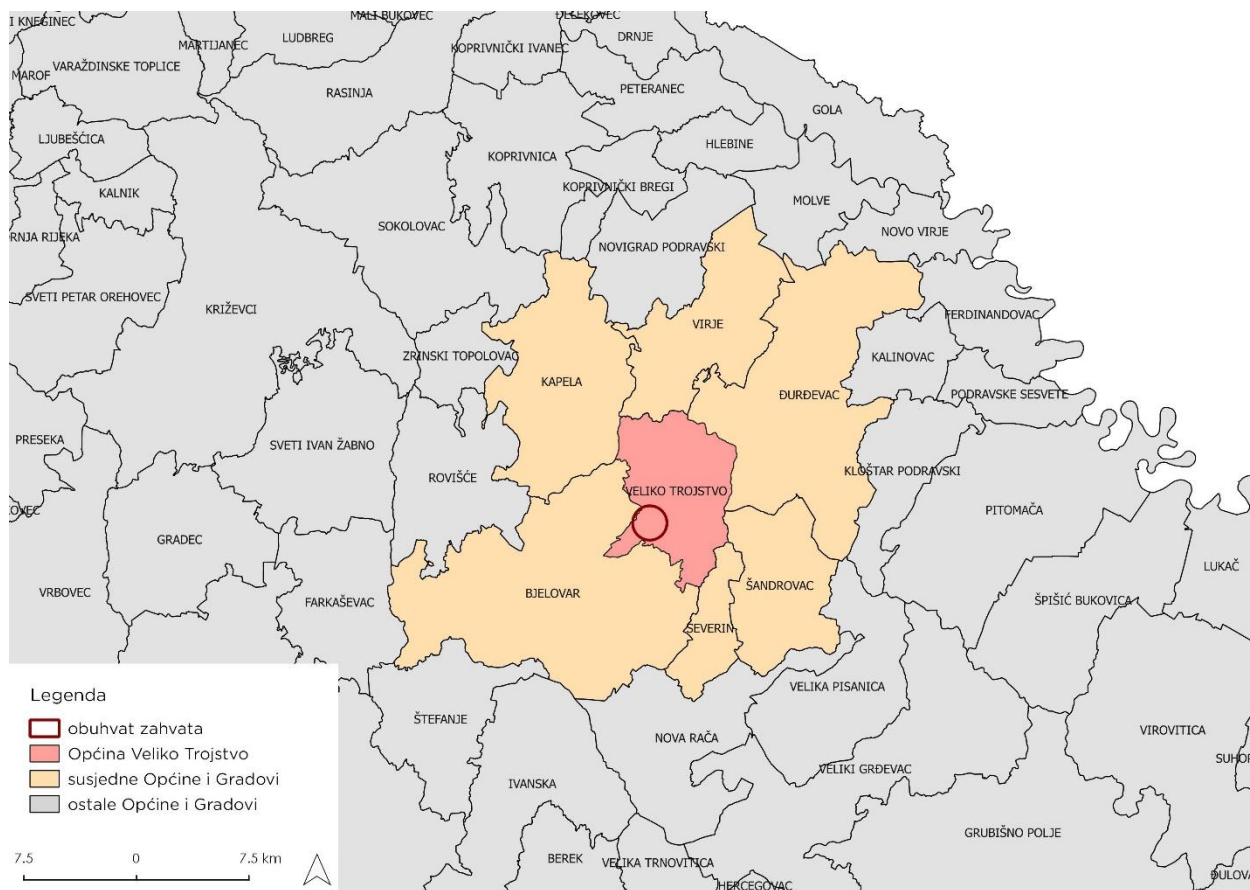 I KNEGINEC
MALI BUKOVEC
ĐELEKOVEC
MARTIJANEC
LUDBREG
KOPRIVNIČKI IVANEC
DRNJE
MAROF
VARAŽDINSKE TOPLICE
RASINJA
PETERANEC
GOLA
LJUBEŠĆICA
KOPRIVNICA
HLEBINE
KALNIK
KOPRIVNIČKI BREGI
MOLVE
ORNJA RIJEKA
SOKOLOVAC
NOVIGRAD PODRAVSKI
NOVO VIRJE
SVETI PETAR OREHOVEC
KRIŽEVCI
VIRJE
FERDINANDOVAC
ZRINSKI TOPOLOVAC
KALINOVAC
KAPELA
ĐURĐEVAC
PODRAVSKE SESVETE
PRESEKA
SVETI IVAN ŽABNO
ROVIŠĆE
KLOŠTAR PODRAVSKI
VELIKO TROJSTVO
OVEC
PITOMAČA
GRADEC
LUKAČ
VRBOVEC
FARKAŠEVAC
BJELOVAR
ŠANDROVAC
ŠPIŠIĆ BUKOVICA
SEVERIN
VELIKA PISANICA
ŠTEFANJE
NOVA RAČA
VIROVITICA
SUHOP
VELIKI GRĐEVAC
IVANSKA
GRUBIŠNO POLJE
BEREK
VELIKA TRNOVITICA
HERCEGOVAC
ĐULOVA
Legenda
obuhvat zahvata
Općina Veliko Trojstvo
susjedne Općine i Gradovi
ostale Općine i Gradovi
7.5 0 7.5 km